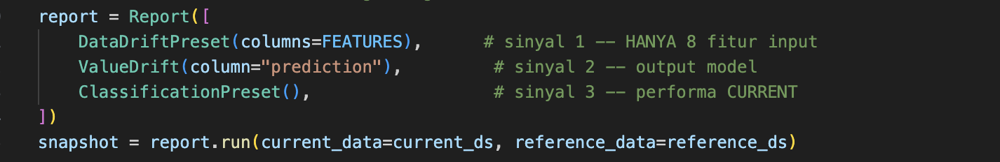 report = Report([
    DataDriftPreset(columns=FEATURES),      # sinyal 1 -- HANYA 8 fitur input
    ValueDrift(column="prediction"),         # sinyal 2 -- output model
    ClassificationPreset(),                  # sinyal 3 -- performa CURRENT
])
snapshot = report.run(current_data=current_ds, reference_data=reference_ds)